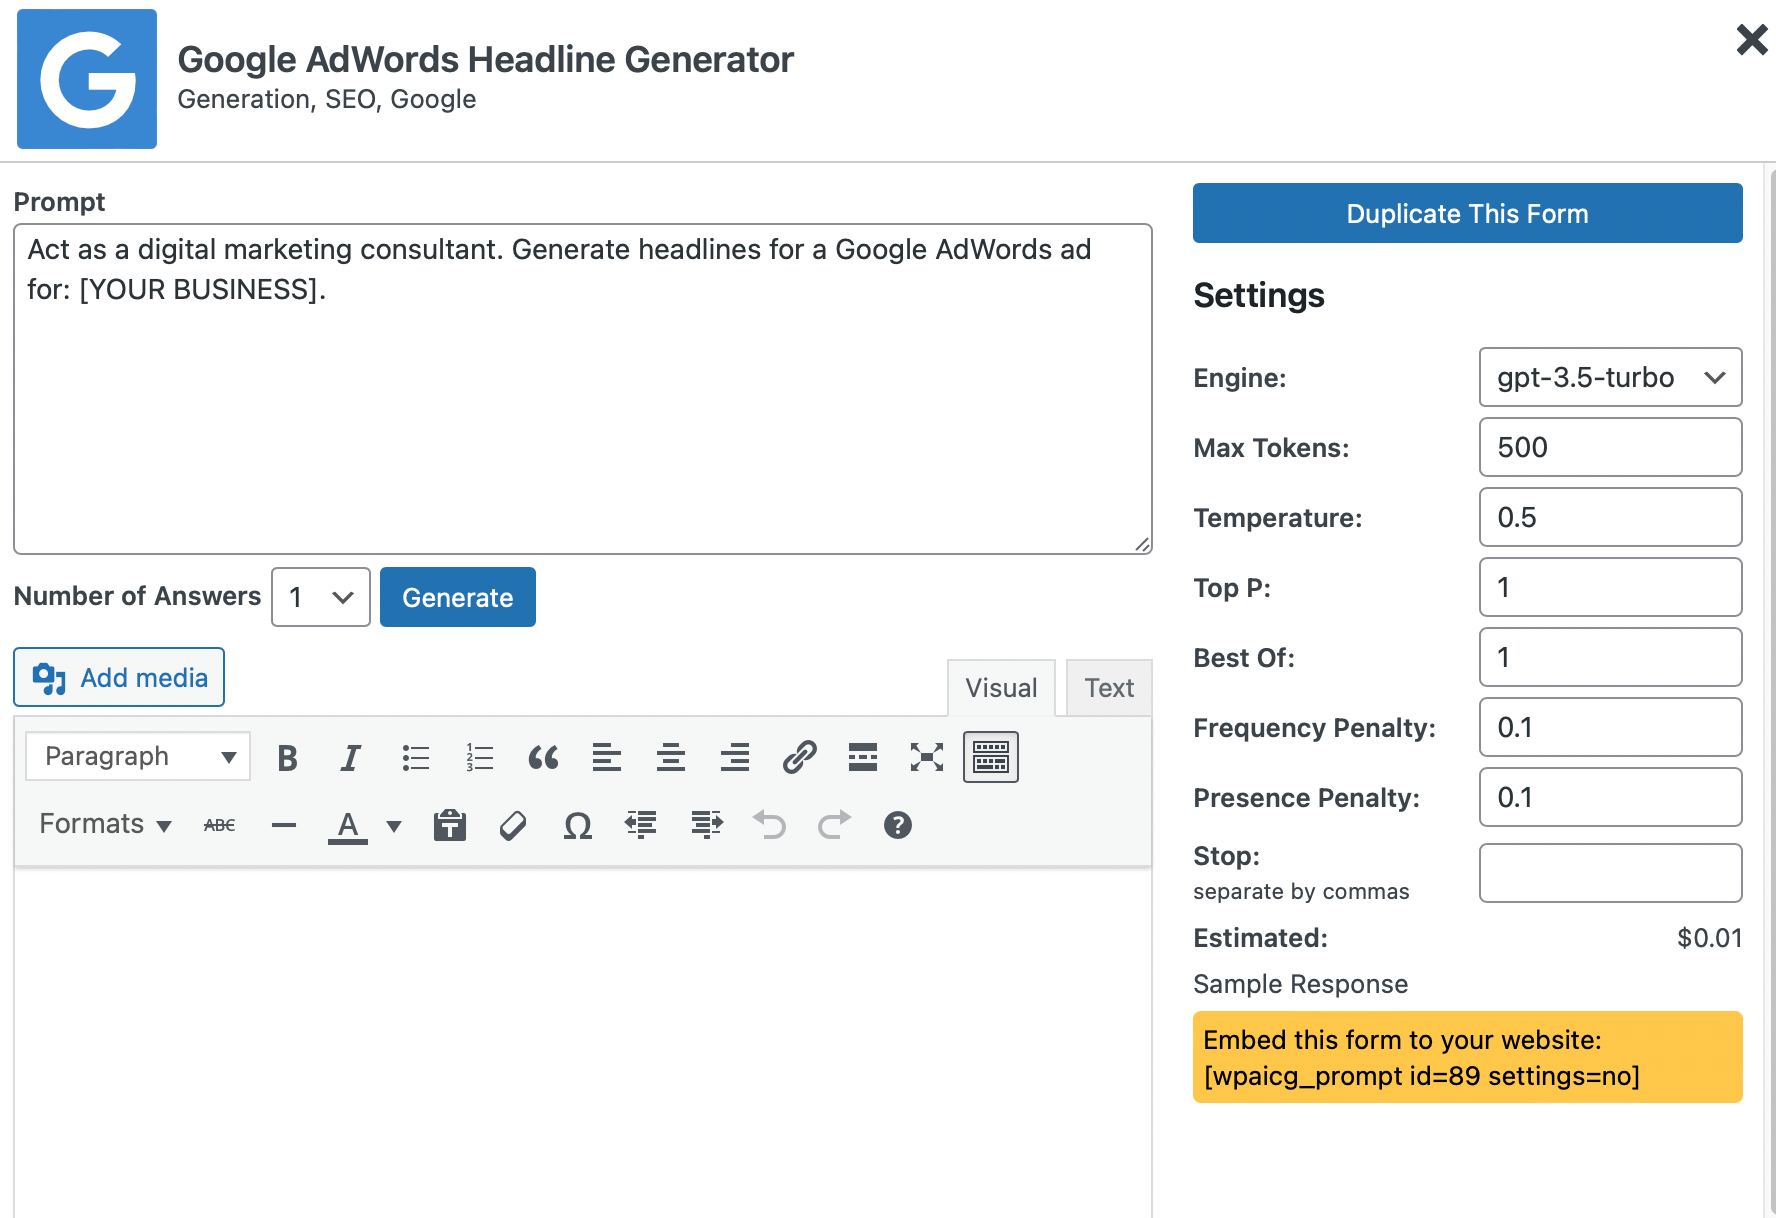 Google AdWords Headline Generator
Generation, SEO, Google
Prompt
Act as a digital marketing consultant. Generate headlines for a Google AdWords ad
for: [YOUR BUSINESS].
Number of Answers 1 Generate
Add media
Visual Text
Paragraph
Formats ABC A
Duplicate This Form
Settings
Engine: gpt-3.5-turbo
Max Tokens: 500
Temperature: 0.5
Top P: 1
Best Of: 1
Frequency Penalty: 0.1
Presence Penalty: 0.1
Stop:
separate by commas
Estimated: $0.01
Sample Response
Embed this form to your website:
[wpaicg_prompt id=89 settings=no]